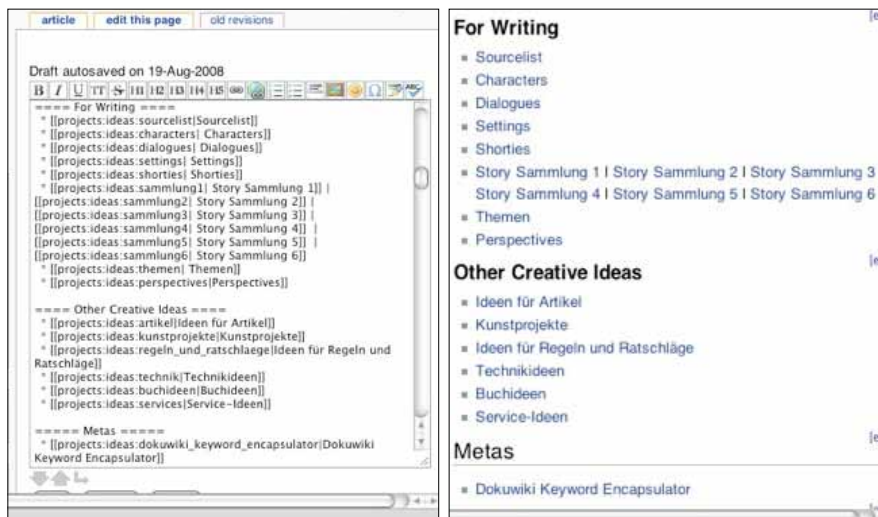 article edit this page old revisions
Draft autosaved on 19-Aug-2008
B I U TT S H1 H2 H3 H4 H5
==== For Writing ====
* [[projects:ideas:sourcelist|Sourcelist]]
* [[projects:ideas:characters| Characters]]
* [[projects:ideas:dialogues| Dialogues]]
* [[projects:ideas:settings| Settings]]
* [[projects:ideas:shorties| Shorties]]
* [[projects:ideas:sammlung1| Story Sammlung 1]] |
[[projects:ideas:sammlung2| Story Sammlung 2]] |
[[projects:ideas:sammlung3| Story Sammlung 3]] |
[[projects:ideas:sammlung4| Story Sammlung 4]] |
[[projects:ideas:sammlung5| Story Sammlung 5]] |
[[projects:ideas:sammlung6| Story Sammlung 6]]
* [[projects:ideas:themen| Themen]]
* [[projects:ideas:perspectives|Perspectives]]
==== Other Creative Ideas ====
* [[projects:ideas:artikel|Ideen für Artikel]]
* [[projects:ideas:kunstprojekte|Kunstprojekte]]
* [[projects:ideas:regeln_und_ratschlaege|Ideen für Regeln und
Ratschläge]]
* [[projects:ideas:technik|Technikideen]]
* [[projects:ideas:buchideen|Buchideen]]
* [[projects:ideas:services|Service-Ideen]]
===== Metas =====
* [[projects:ideas:dokuwiki_keyword_encapsulator|Dokuwiki
Keyword Encapsulator]]
For Writing
Sourcelist
Characters
Dialogues
Settings
Shorties
Story Sammlung 1 | Story Sammlung 2 | Story Sammlung 3
Story Sammlung 4 | Story Sammlung 5 | Story Sammlung 6
Themen
Perspectives
Other Creative Ideas
Ideen für Artikel
Kunstprojekte
Ideen für Regeln und Ratschläge
Technikideen
Buchideen
Service-Ideen
Metas
Dokuwiki Keyword Encapsulator